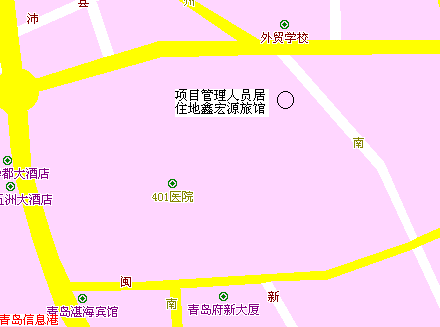 县
沛
外贸学校
项目管理人员居
住地鑫宏源旅馆
南
都大酒店
五洲大酒店
401医院
闽
新
南
青岛湛海宾馆
青岛府新大厦
青岛信息港